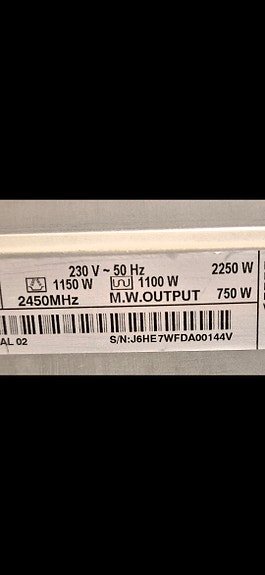 230 V ~ 50 Hz 2250 W
1150 W 1100 W
2450MHz M.W.OUTPUT 750 W
AL 02 S/N:J6HE7WFDA00144V